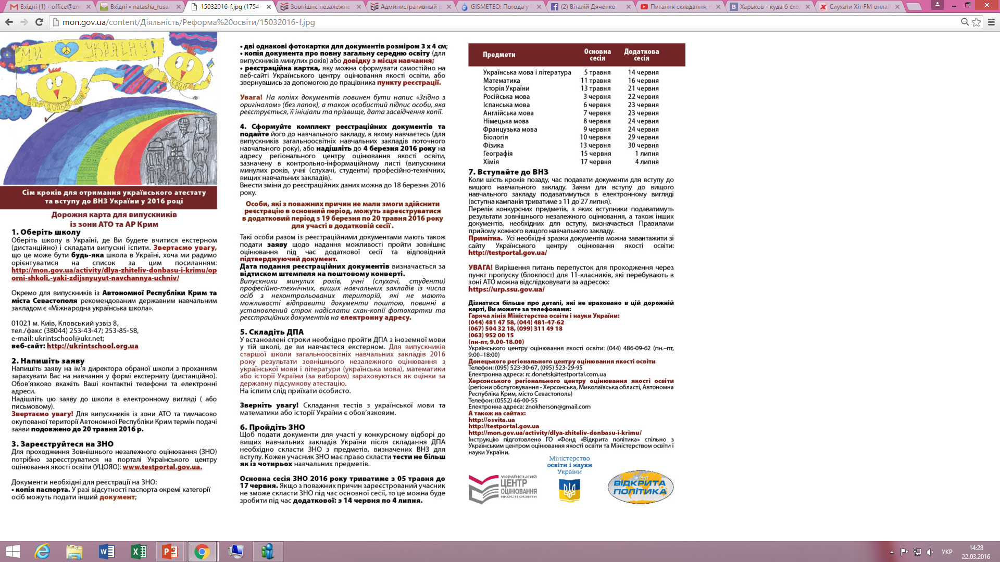 Вхідні (1) - office@zno
Вхідні • natasha_rusar
15032016-f.jpg (1754×
Зовнішнє незалежне
Административный р
GISMETEO: Погода у
(2) Віталій Дяченко
Питання складання, п
Харьков - куда б сход
Слухати Хіт FM онлай
mon.gov.ua/content/Діяльність/Реформа%20освіти/15032016-f.jpg
МИ УКРАЇНУ!
ДОНБАС
КРИМ
Сім кроків для отримання українського атестату
та вступу до ВНЗ України у 2016 році
Дорожня карта для випускників
із зони АТО та АР Крим
1. Оберіть школу
Оберіть школу в Україні, де Ви будете вчитися екстерном
(дистанційно) і складати випускні іспити. Звертаємо увагу,
що це може бути будь-яка школа в Україні, хоча ми радимо
орієнтуватися на список за цим посиланням:
http://mon.gov.ua/activity/dlya-zhiteliv-donbasu-i-krimu/op
orni-shkoli,-yaki-zdijsnyuyut-navchannya-uchniv/
Окремо для випускників із Автономної Республіки Крим та
міста Севастополя рекомендованим державним навчальним
закладом є «Міжнародна українська школа».
01021 м. Київ, Кловський узвіз 8,
тел./факс (38044) 253-43-47; 253-85-58,
e-mail: ukrintschool@ukr.net;
веб-сайт: http://ukrintschool.org.ua
2. Напишіть заяву
Напишіть заяву на ім'я директора обраної школи з проханням
зарахувати Вас на навчання у формі екстернату (дистанційно).
Обов'язково вкажіть Ваші контактні телефони та електронні
адреси.
Надішліть цю заяву до школи в електронному вигляді ( або
письмовому).
Звертаємо увагу! Для випускників із зони АТО та тимчасово
окупованої території Автономної Республіки Крим термін подачі
заяви подовжено до 20 травня 2016 р.
3. Зареєструйтеся на ЗНО
Для проходження Зовнішнього незалежного оцінювання (ЗНО)
потрібно зареєструватися на порталі Українського центру
оцінювання якості освіти (УЦОЯО): www.testportal.gov.ua.
Документи необхідні для реєстрації на ЗНО:
• копія паспорта. У разі відсутності паспорта окремі категорії
осіб можуть подати інший документ;
• дві однакові фотокартки для документів розміром 3 х 4 см;
• копія документа про повну загальну середню освіту (для
випускників минулих років) або довідку з місця навчання;
• реєстраційна картка, яку можна сформувати самостійно на
веб-сайті Українського центру оцінювання якості освіти, або
звернувшись за допомогою до працівника пункту реєстрації.
Увага! На копіях документів повинен бути напис «Згідно з
оригіналом» (без лапок), а також особистий підпис особи, яка
реєструється, її ініціали та прізвище, дата засвідчення копії.
4. Сформуйте комплект реєстраційних документів та
подайте його до навчального закладу, в якому навчаєтесь (для
випускників загальноосвітніх навчальних закладів поточного
навчального року), або надішліть до 4 березня 2016 року на
адресу регіонального центру оцінювання якості освіти,
зазначену в контрольно-інформаційному листі (випускники
минулих років, учні (слухачі, студенти) професійно-технічних,
вищих навчальних закладів).
Внести зміни до реєстраційних даних можна до 18 березня 2016
року.
Особи, які з поважних причин не мали змоги здійснити
реєстрацію в основний період, можуть зареєструватися
в додатковий період з 19 березня по 20 травня 2016 року
для участі в додатковій сесії .
Такі особи разом із реєстраційними документами мають також
подати заяву щодо надання можливості пройти зовнішнє
оцінювання під час додаткової сесії та відповідний
підтверджуючий документ.
Дата подання реєстраційних документів визначається за
відтиском штемпеля на поштовому конверті.
Випускники минулих років, учні (слухачі, студенти)
професійно-технічних, вищих навчальних закладів із числа
осіб з неконтрольованих територій, які не мають
можливості відправити документи поштою, повинні в
установлений строк надіслати скан-копії фотокартки та
реєстраційних документів на електронну адресу.
5. Складіть ДПА
У встановлені строки необхідно пройти ДПА з іноземної мови
у тій школі, де ви навчаєтеся екстерном. Для випускників
старшої школи загальноосвітніх навчальних закладів 2016
року результати зовнішнього незалежного оцінювання з
української мови і літератури (українська мова), математики
або історії України (за вибором) зараховуються як оцінки за
державну підсумкову атестацію.
На іспити слід приїхати особисто.
Зверніть увагу! Складання тестів з української мови та
математики або історії України є обов'язковим.
6. Пройдіть ЗНО
Щоб подати документи для участі у конкурсному відборі до
вищих навчальних закладів України після складання ДПА
необхідно скласти ЗНО з предметів, визначених ВНЗ для
вступу. Кожен учасник ЗНО має право скласти тести не більш
як із чотирьох навчальних предметів.
Основна сесія ЗНО 2016 року триватиме з 05 травня до
17 червня. Якщо з поважних причин зареєстрований учасник
не зможе скласти ЗНО під час основної сесії, то це можна буде
зробити під час додаткової: з 14 червня по 4 липня.
Предмети Основна сесія Додаткова сесія
Українська мова і література 5 травня 14 червня
Математика 11 травня 16 червня
Історія України 13 травня 21 червня
Російська мова 3 червня 22 червня
Іспанська мова 6 червня 23 червня
Англійська мова 7 червня 23 червня
Німецька мова 8 червня 24 червня
Французька мова 9 червня 24 червня
Біологія 10 червня 29 червня
Фізика 13 червня 30 червня
Географія 15 червня 1 липня
Хімія 17 червня 4 липня
7. Вступайте до ВНЗ
Коли шість кроків позаду, час подавати документи для вступу до
вищого навчального закладу. Заяви для вступу до вищого
навчального закладу подаватимуться в електронному вигляді
(вступна кампанія триватиме з 11 до 27 липня).
Перелік конкурсних предметів, з яких вступники подаватимуть
результати зовнішнього незалежного оцінювання, а також інших
документів, необхідних для вступу, визначається Правилами
прийому кожного вищого навчального закладу.
Примітка. Усі необхідні зразки документів можна завантажити зі
сайту Українського центру оцінювання якості освіти:
http://testportal.gov.ua/
УВАГА! Вирішення питань перепусток для проходження через
пункт пропуску (блокпост) для 11-класників, які перебувають в
зоні АТО можна відслідковувати за адресою:
https://urp.ssu.gov.ua/
Дізнатися більше про деталі, які не враховано в цій дорожній
карті, Ви можете за телефонами:
Гаряча лінія Міністерства освіти і науки України:
(044) 481 47 58, (044) 481-47-62
(067) 504 32 18, (099) 311 49 18
(063) 952 00 15
(пн-пт, 9.00-18.00)
Українського центру оцінювання якості освіти: (044) 486-09-62 (пн.–пт,
9:00–18:00)
Донецького регіонального центру оцінювання якості освіти
Телефон: (095) 523-30-67, (095) 523-29-95
Електронна адреса: rc.donetsk@testportal.com.ua
Херсонського регіонального центру оцінювання якості освіти
(регіони обслуговування - Херсонська, Миколаївська області, Автономна
Республіка Крим, місто Севастополь)
Телефон: (0552) 46-00-55
Електронна адреса: znokherson@gmail.com
А також на сайтах:
http://osvita.ua
http://testportal.gov.ua
http://mon.gov.ua/activity/dlya-zhiteliv-donbasu-i-krimu/
Інструкцію підготовлено ГО «Фонд «Відкрита політика» спільно з
Українським центром оцінювання якості освіти та Міністерством освіти і
науки України.
УКРАЇНСЬКИЙ
ЦЕНТР
ОЦІНЮВАННЯ
ЯКОСТІ ОСВІТИ
Міністерство
освіти і науки
України
ВІДКРИТА
ПОЛІТИКА
УКР
14:28
22.03.2016